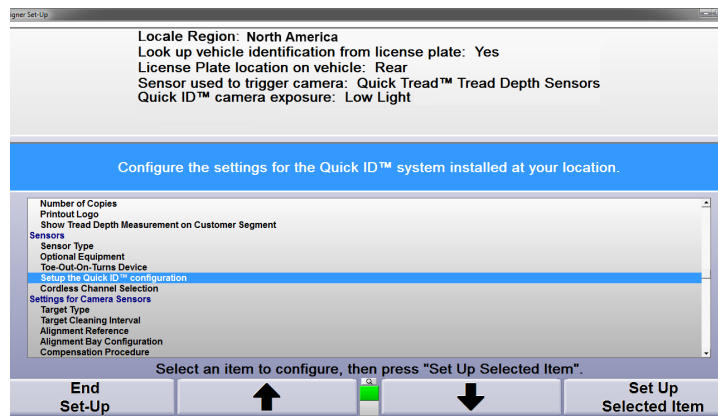 igner Set-Up
Locale Region: North America
Look up vehicle identification from license plate: Yes
License Plate location on vehicle: Rear
Sensor used to trigger camera: Quick Tread™ Tread Depth Sensors
Quick ID™ camera exposure: Low Light
Configure the settings for the Quick ID™ system installed at your location.
Number of Copies
Printout Logo
Show Tread Depth Measurement on Customer Segment
Sensors
Sensor Type
Optional Equipment
Toe-Out-On-Turns Device
Setup the Quick ID™ configuration
Cordless Channel Selection
Settings for Camera Sensors
Target Type
Target Cleaning Interval
Alignment Reference
Alignment Bay Configuration
Compensation Procedure
Select an item to configure, then press "Set Up Selected Item".
End
Set-Up
Set Up
Selected Item